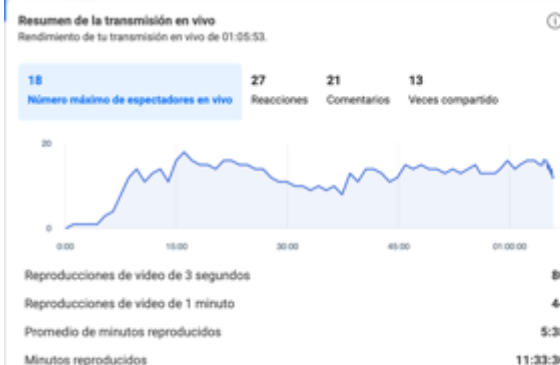 Resumen de la transmisión en vivo
Rendimiento de tu transmisión en vivo de 01:05:53.
18 27 21 13
Número máximo de espectadores en vivo Reacciones Comentarios Veces compartido
20
0
0:00 15:00 30:00 45:00 01:00:00
Reproducciones de video de 3 segundos
Reproducciones de video de 1 minuto
Promedio de minutos reproducidos
Minutos reproducidos